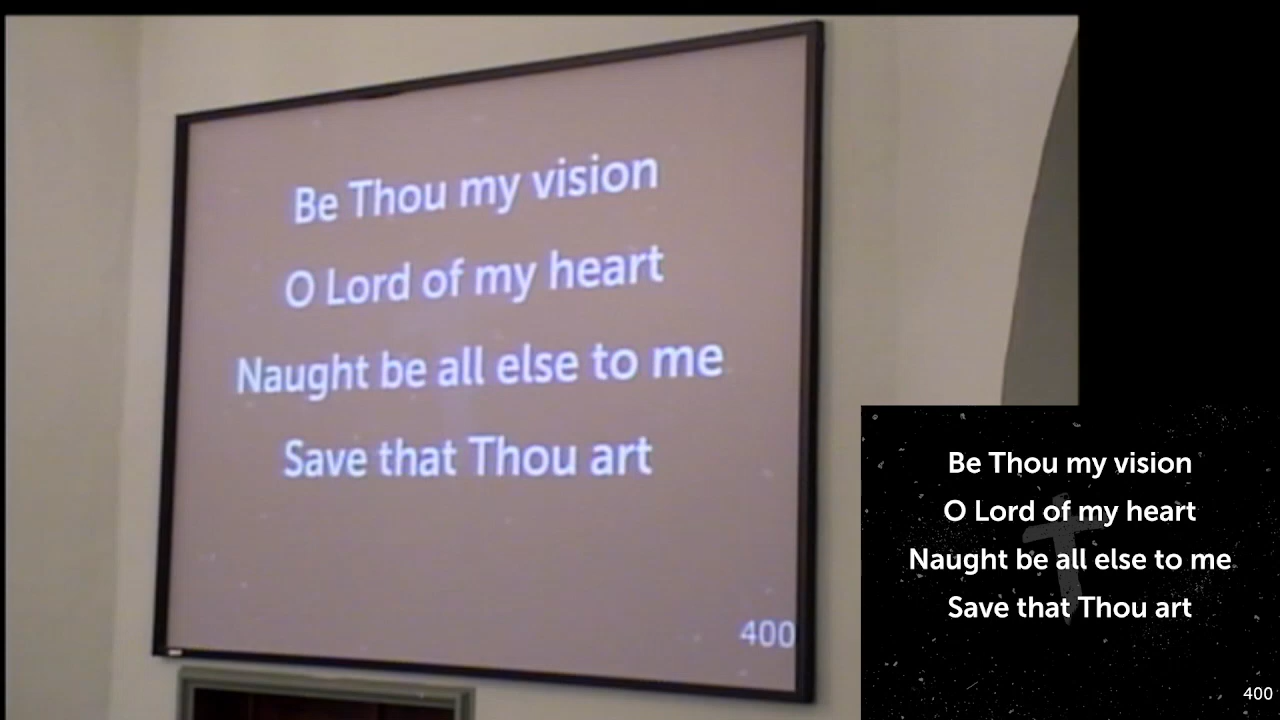 Be Thou my vision
O Lord of my heart
Naught be all else to me
Save that Thou art
400
Be Thou my vision
O Lord of my heart
Naught be all else to me
Save that Thou art
400